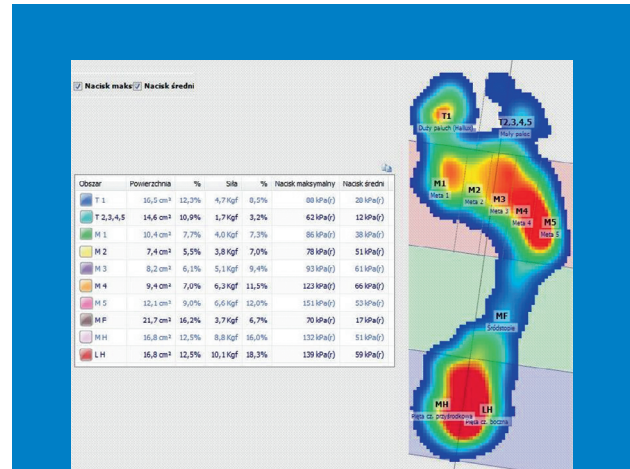 Nacisk maks Nacisk średni
Obszar Powierzchnia % Siła % Nacisk maksymalny Nacisk średni
T 1 16,5 cm² 12,3% 4,7 Kgf 8,5% 88 kPa(r) 28 kPa(r)
T 2,3,4,5 14,6 cm² 10,9% 1,7 Kgf 3,2% 62 kPa(r) 12 kPa(r)
M 1 10,4 cm² 7,7% 4,0 Kgf 7,3% 86 kPa(r) 38 kPa(r)
M 2 7,4 cm² 5,5% 3,8 Kgf 7,0% 78 kPa(r) 51 kPa(r)
M 3 8,2 cm² 6,1% 5,1 Kgf 9,4% 93 kPa(r) 61 kPa(r)
M 4 9,4 cm² 7,0% 6,3 Kgf 11,5% 123 kPa(r) 66 kPa(r)
M 5 12,1 cm² 9,0% 6,6 Kgf 12,0% 151 kPa(r) 53 kPa(r)
M F 21,7 cm² 16,2% 3,7 Kgf 6,7% 70 kPa(r) 17 kPa(r)
M H 16,8 cm² 12,5% 8,8 Kgf 16,0% 132 kPa(r) 51 kPa(r)
L H 16,8 cm² 12,5% 10,1 Kgf 18,3% 139 kPa(r) 59 kPa(r)
T1
Duży paluch (Hallux)
T2,3,4,5
Mały palec
M1
Meta 1
M2
Meta 2
M3
Meta 3
M4
Meta 4
M5
Meta 5
MF
Śródstopie
MH
Pięta cz. przyśrodkowa
LH
Pięta cz. boczna